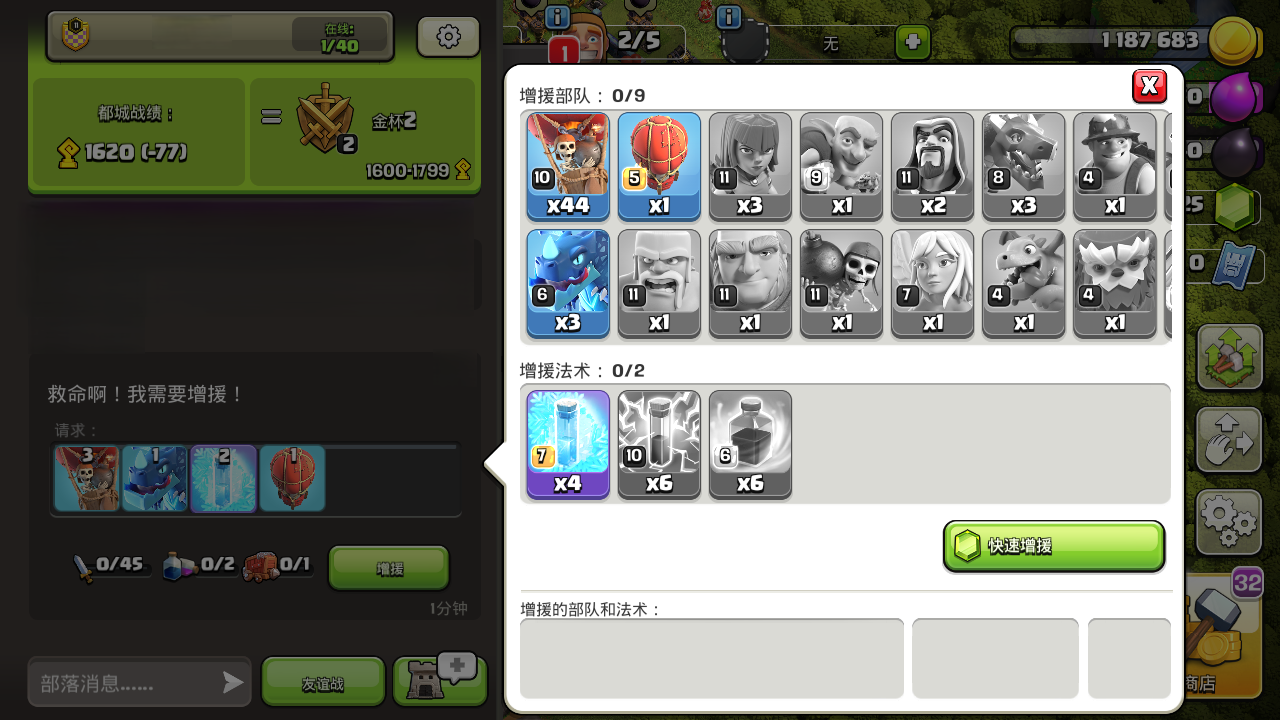 11
在线:
1/40
都城战绩：
1620 (-77)
=
2
金杯2
1600-1799
救命啊！我需要增援！
请求：
3
1
2
1
0/45
0/2
0/1
增援
1分钟
部落消息……
友谊战
i
1
2/5
i
无
1 187 683
0
0
25
0
32
商店
增援部队： 0/9
X
10
x44
5
x1
11
x3
9
x1
11
x2
8
x3
4
x1
6
x3
11
x1
11
x1
11
x1
7
x1
4
x1
4
x1
增援法术： 0/2
7
x4
10
x6
6
x6
快速增援
增援的部队和法术：